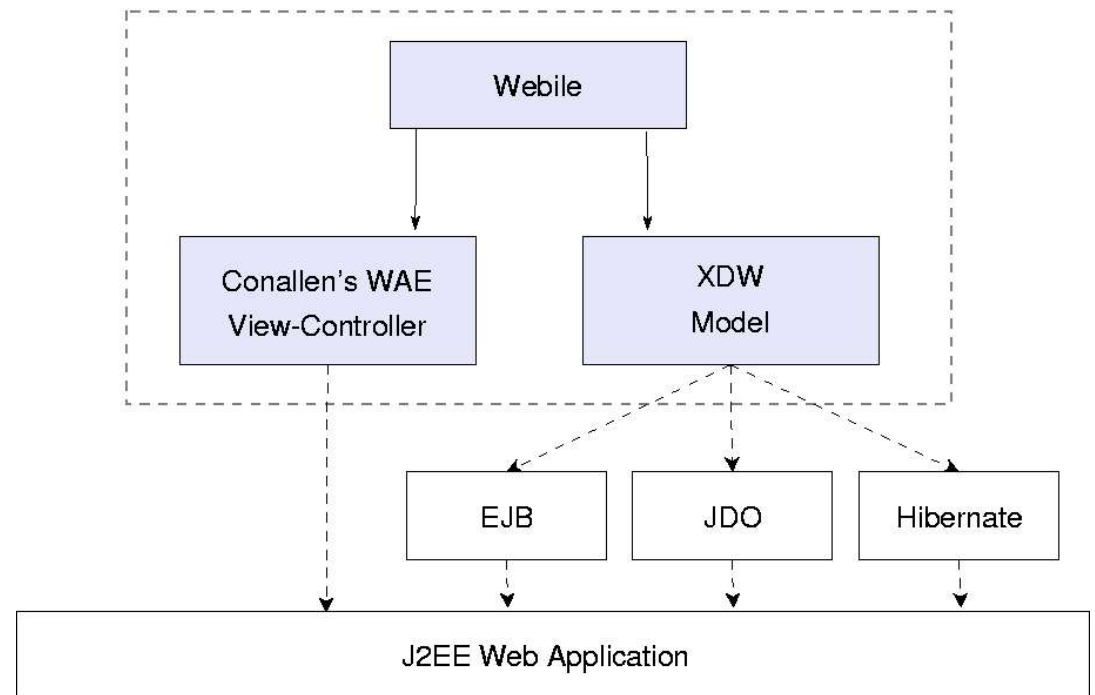 Webile
Conallen's WAE
View-Controller
XDW
Model
EJB
JDO
Hibernate
J2EE Web Application